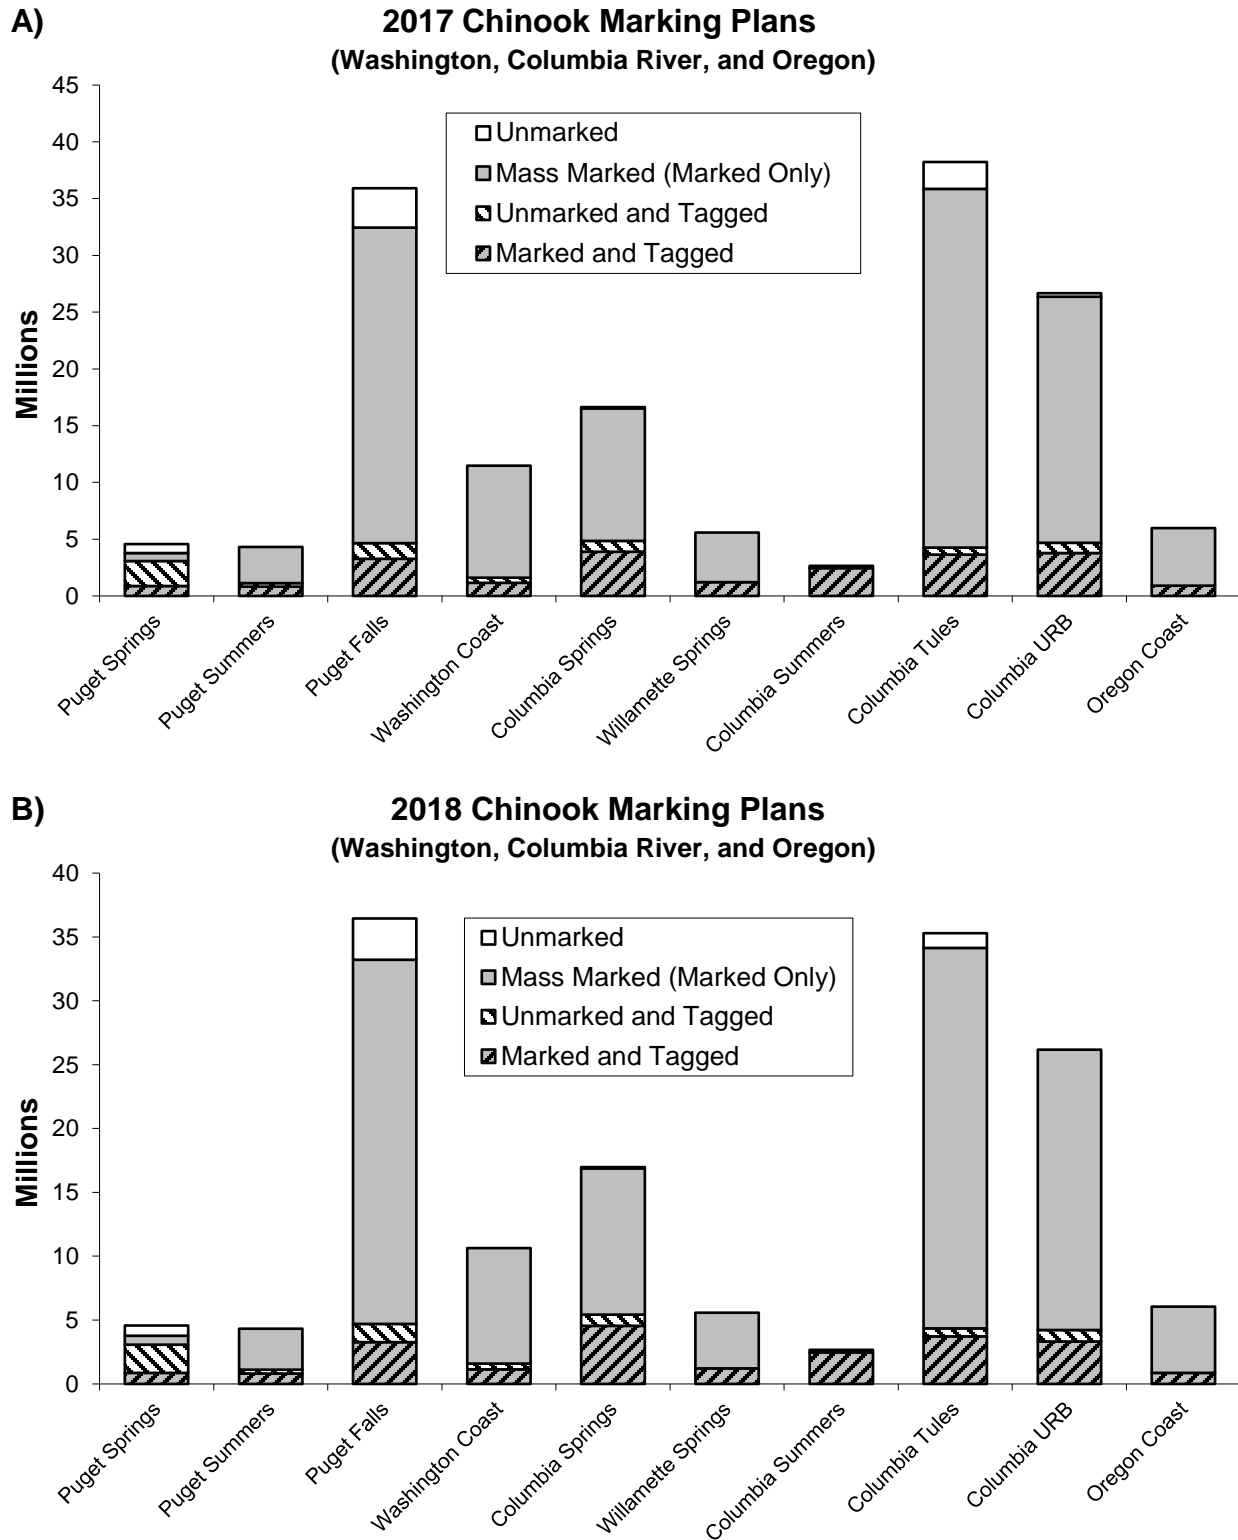 A)
2017 Chinook Marking Plans
(Washington, Columbia River, and Oregon)
45
40
35
30
25
20
15
10
5
0
Millions
Unmarked
Mass Marked (Marked Only)
Unmarked and Tagged
Marked and Tagged
Puget Springs
Puget Summers
Puget Falls
Washington Coast
Columbia Springs
Willamette Springs
Columbia Summers
Columbia Tules
Columbia URB
Oregon Coast
B)
2018 Chinook Marking Plans
(Washington, Columbia River, and Oregon)
40
35
30
25
20
15
10
5
0
Millions
Unmarked
Mass Marked (Marked Only)
Unmarked and Tagged
Marked and Tagged
Puget Springs
Puget Summers
Puget Falls
Washington Coast
Columbia Springs
Willamette Springs
Columbia Summers
Columbia Tules
Columbia URB
Oregon Coast